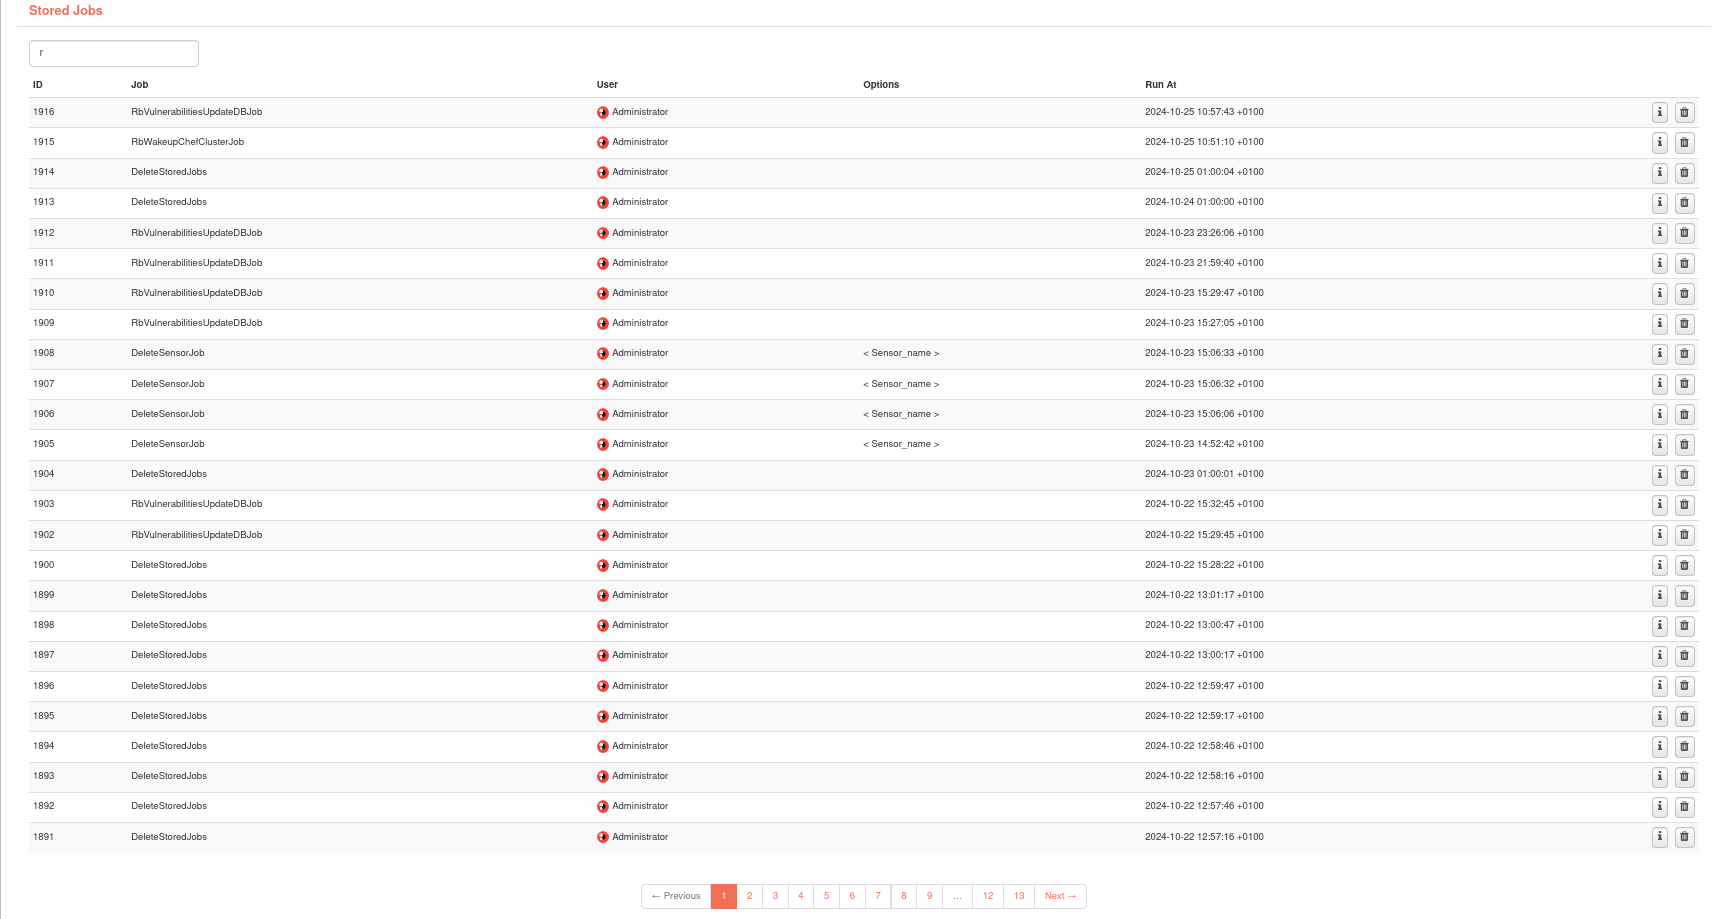 Stored Jobs
r
ID Job User Options Run At
1916 RbVulnerabilitiesUpdateDBJob Administrator 2024-10-25 10:57:43 +0100
1915 RbWakeupChefClusterJob Administrator 2024-10-25 10:51:10 +0100
1914 DeleteStoredJobs Administrator 2024-10-25 01:00:04 +0100
1913 DeleteStoredJobs Administrator 2024-10-24 01:00:00 +0100
1912 RbVulnerabilitiesUpdateDBJob Administrator 2024-10-23 23:26:06 +0100
1911 RbVulnerabilitiesUpdateDBJob Administrator 2024-10-23 21:59:40 +0100
1910 RbVulnerabilitiesUpdateDBJob Administrator 2024-10-23 15:29:47 +0100
1909 RbVulnerabilitiesUpdateDBJob Administrator 2024-10-23 15:27:05 +0100
1908 DeleteSensorJob Administrator < Sensor_name > 2024-10-23 15:06:33 +0100
1907 DeleteSensorJob Administrator < Sensor_name > 2024-10-23 15:06:32 +0100
1906 DeleteSensorJob Administrator < Sensor_name > 2024-10-23 15:06:06 +0100
1905 DeleteSensorJob Administrator < Sensor_name > 2024-10-23 14:52:42 +0100
1904 DeleteStoredJobs Administrator 2024-10-23 01:00:01 +0100
1903 RbVulnerabilitiesUpdateDBJob Administrator 2024-10-22 15:32:45 +0100
1902 RbVulnerabilitiesUpdateDBJob Administrator 2024-10-22 15:29:45 +0100
1900 DeleteStoredJobs Administrator 2024-10-22 15:28:22 +0100
1899 DeleteStoredJobs Administrator 2024-10-22 13:01:17 +0100
1898 DeleteStoredJobs Administrator 2024-10-22 13:00:47 +0100
1897 DeleteStoredJobs Administrator 2024-10-22 13:00:17 +0100
1896 DeleteStoredJobs Administrator 2024-10-22 12:59:47 +0100
1895 DeleteStoredJobs Administrator 2024-10-22 12:59:17 +0100
1894 DeleteStoredJobs Administrator 2024-10-22 12:58:46 +0100
1893 DeleteStoredJobs Administrator 2024-10-22 12:58:16 +0100
1892 DeleteStoredJobs Administrator 2024-10-22 12:57:46 +0100
1891 DeleteStoredJobs Administrator 2024-10-22 12:57:16 +0100
← Previous 1 2 3 4 5 6 7 8 9 … 12 13 Next →